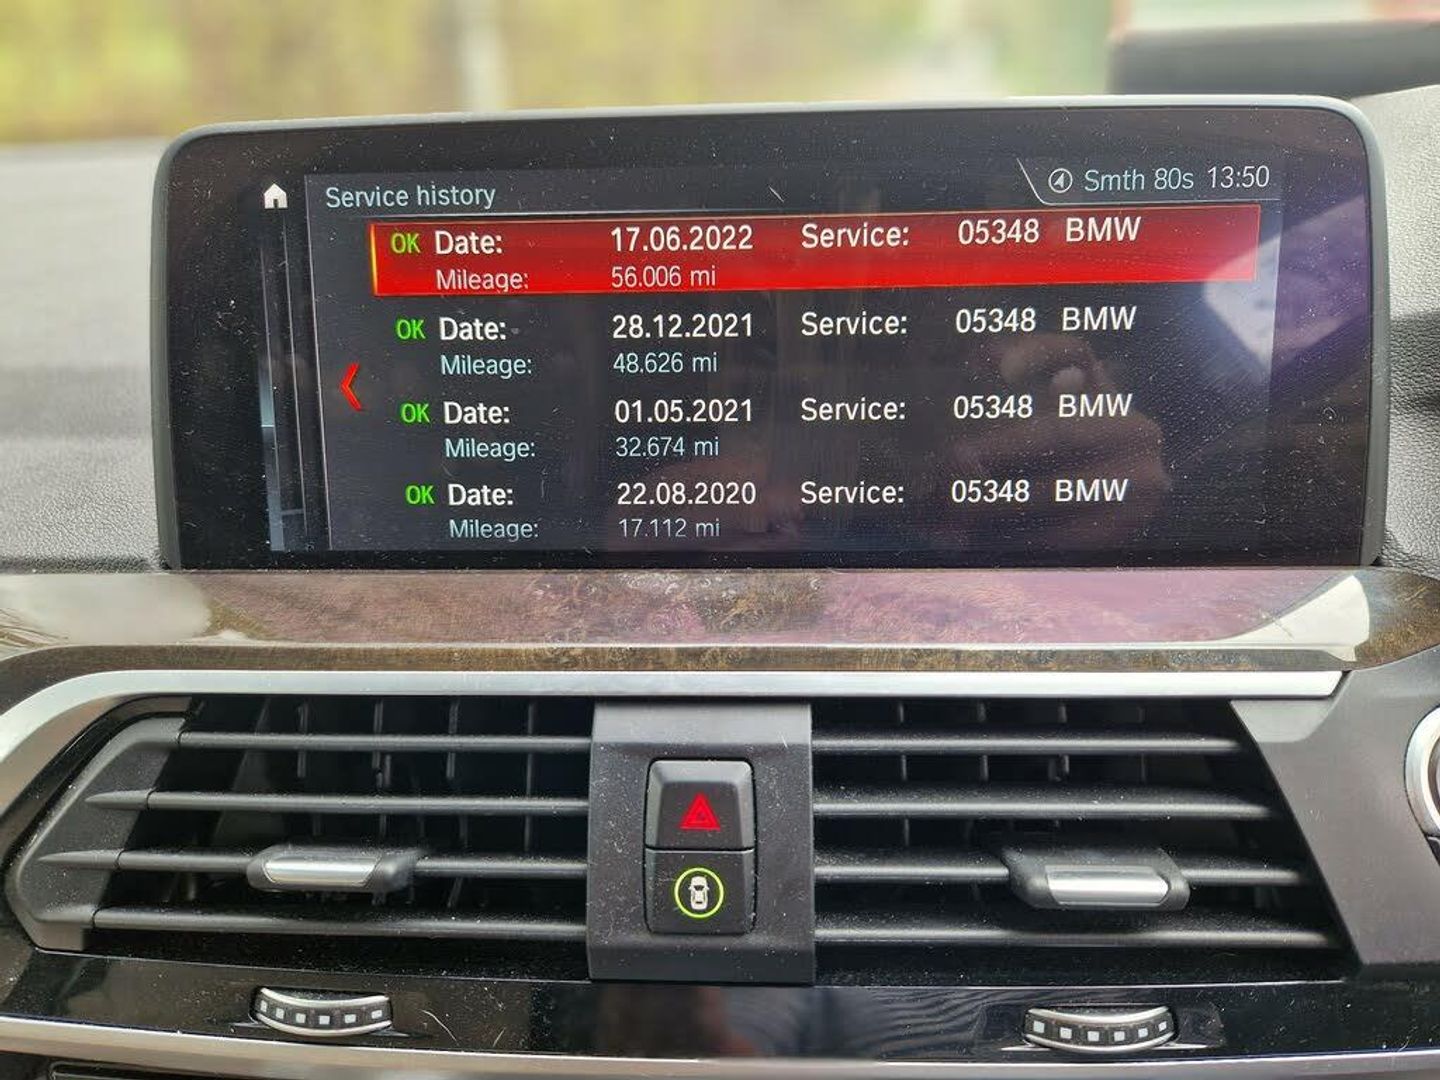 Service history Smth 80s 13:50
OK Date: 17.06.2022 Service: 05348 BMW
Mileage: 56.006 mi
OK Date: 28.12.2021 Service: 05348 BMW
Mileage: 48.626 mi
OK Date: 01.05.2021 Service: 05348 BMW
Mileage: 32.674 mi
OK Date: 22.08.2020 Service: 05348 BMW
Mileage: 17.112 mi